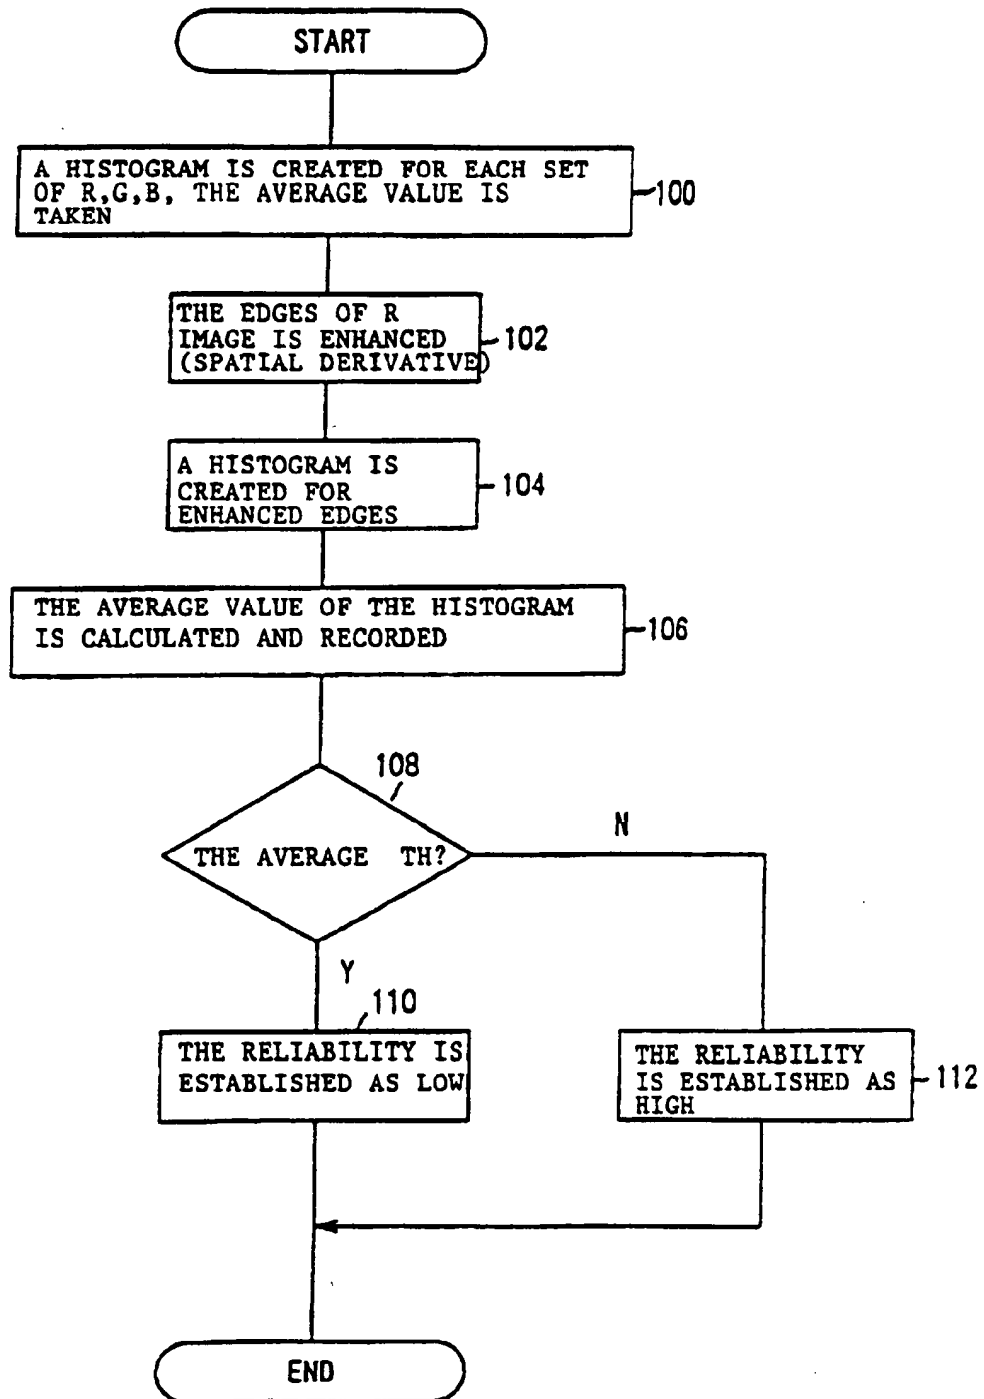 START
A HISTOGRAM IS CREATED FOR EACH SET
OF R,G,B, THE AVERAGE VALUE IS
TAKEN
100
THE EDGES OF R
IMAGE IS ENHANCED
(SPATIAL DERIVATIVE)
102
A HISTOGRAM IS
CREATED FOR
ENHANCED EDGES
104
THE AVERAGE VALUE OF THE HISTOGRAM
IS CALCULATED AND RECORDED
106
108
THE AVERAGE TH?
N
Y
110
THE RELIABILITY IS
ESTABLISHED AS LOW
THE RELIABILITY
IS ESTABLISHED AS
HIGH
112
END